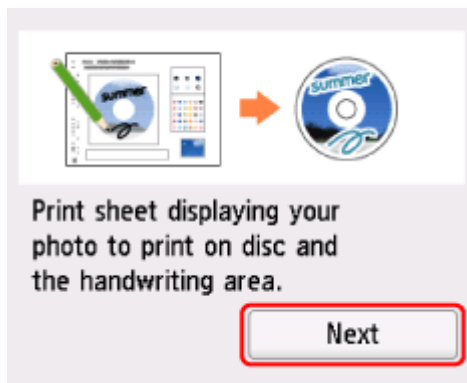 summer
summer
Print sheet displaying your
photo to print on disc and
the handwriting area.
Next